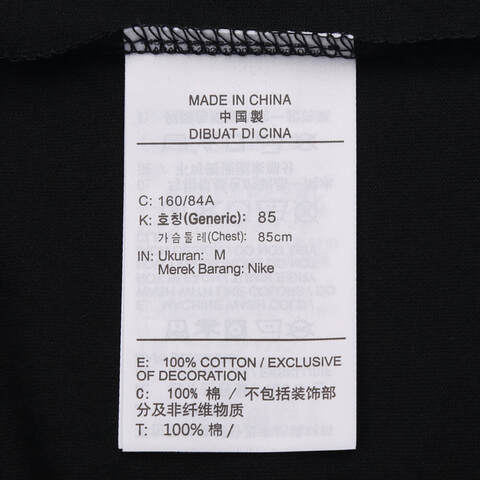 MADE IN CHINA
中国製
DIBUAT DI CINA
C: 160/84A
K: 호칭(Generic): 85
가슴둘레(Chest): 85cm
IN: Ukuran: M
Merek Barang: Nike
E: 100% COTTON / EXCLUSIVE
OF DECORATION
C: 100% 棉 / 不包括装饰部
分及非纤维物质
T: 100% 棉 /